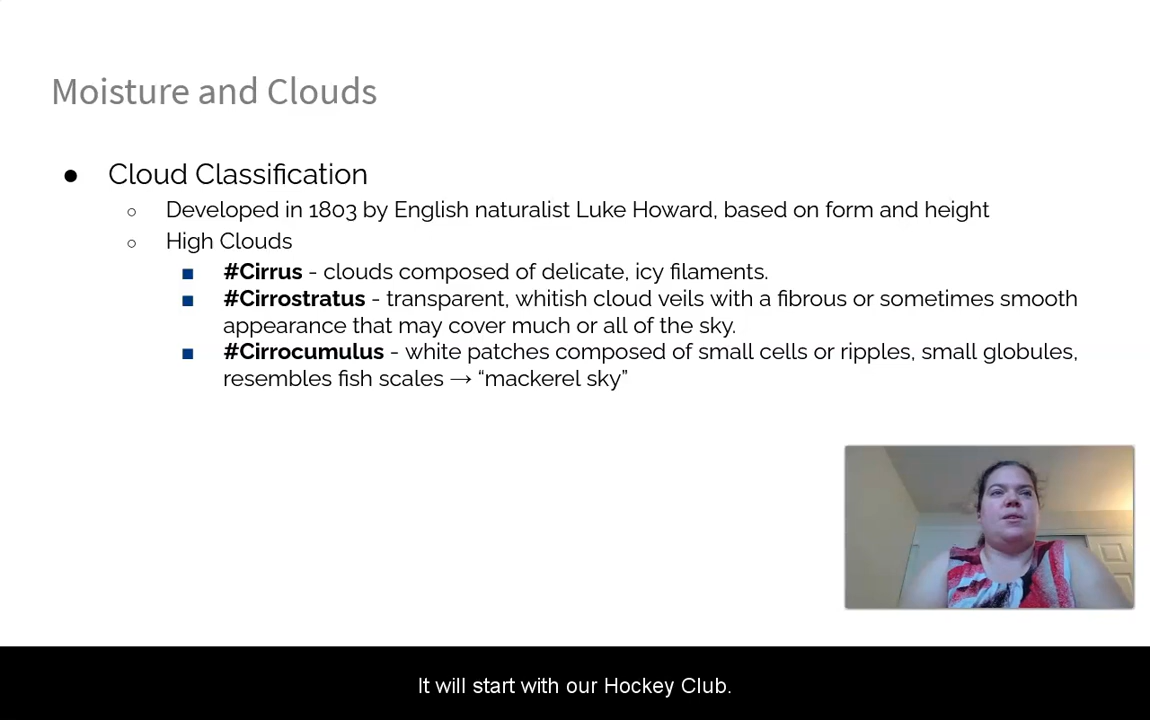 Moisture and Clouds
● Cloud Classification
○ Developed in 1803 by English naturalist Luke Howard, based on form and height
○ High Clouds
■ #Cirrus - clouds composed of delicate, icy filaments.
■ #Cirrostratus - transparent, whitish cloud veils with a fibrous or sometimes smooth
appearance that may cover much or all of the sky.
■ #Cirrocumulus - white patches composed of small cells or ripples, small globules,
resembles fish scales → “mackerel sky”
It will start with our Hockey Club.